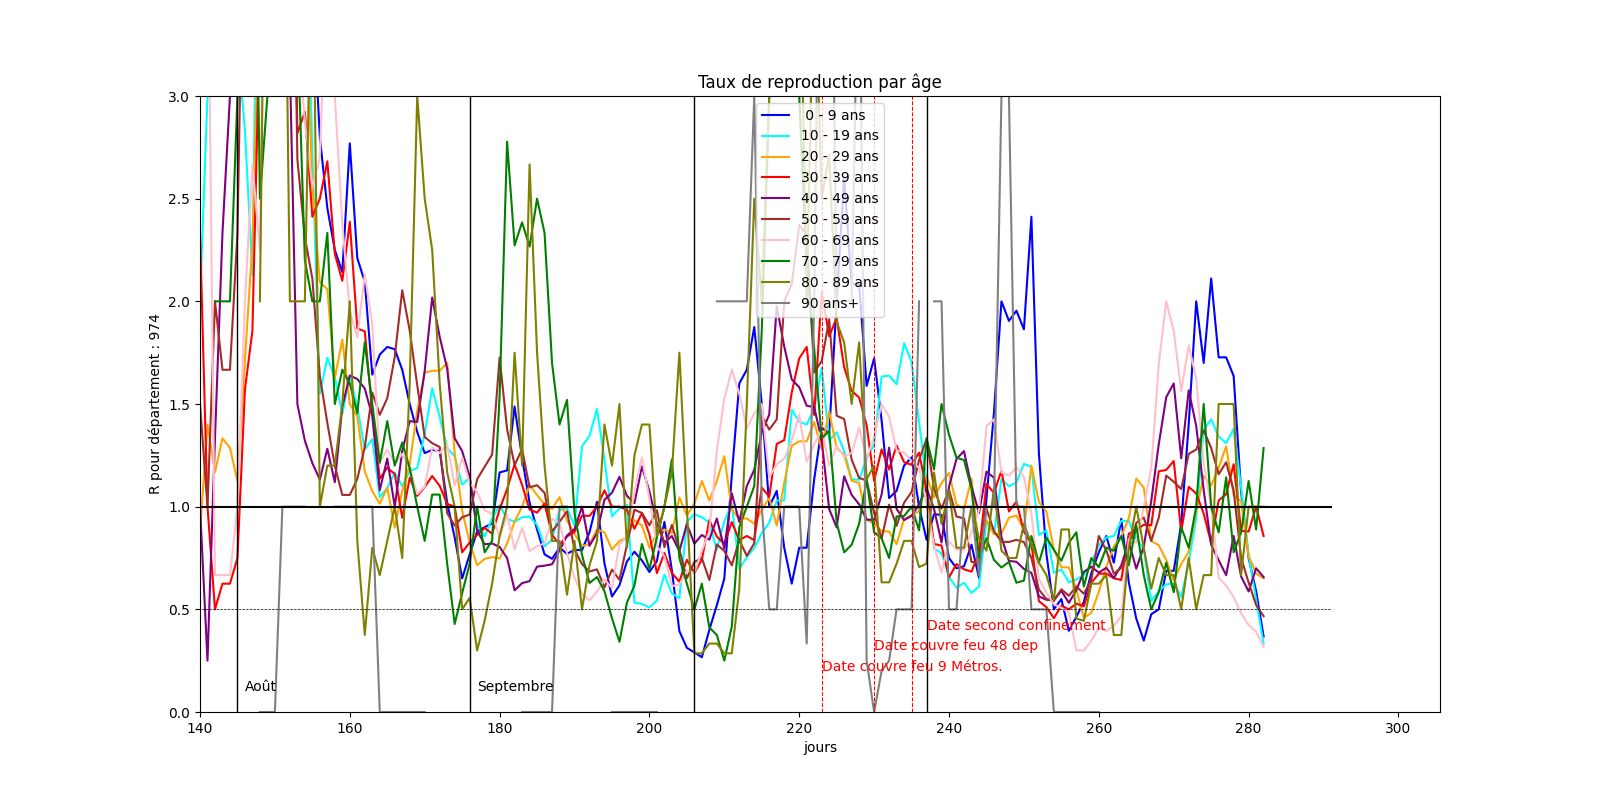 Taux de reproduction par âge
R pour département : 974
3.0
2.5
2.0
1.5
1.0
0.5
0.0
0 - 9 ans
10 - 19 ans
20 - 29 ans
30 - 39 ans
40 - 49 ans
50 - 59 ans
60 - 69 ans
70 - 79 ans
80 - 89 ans
90 ans+
Date second confinement
Date couvre feu 48 dep
Date couvre feu 9 Métros.
Août
Septembre
140 160 180 200 220 240 260 280 300
jours